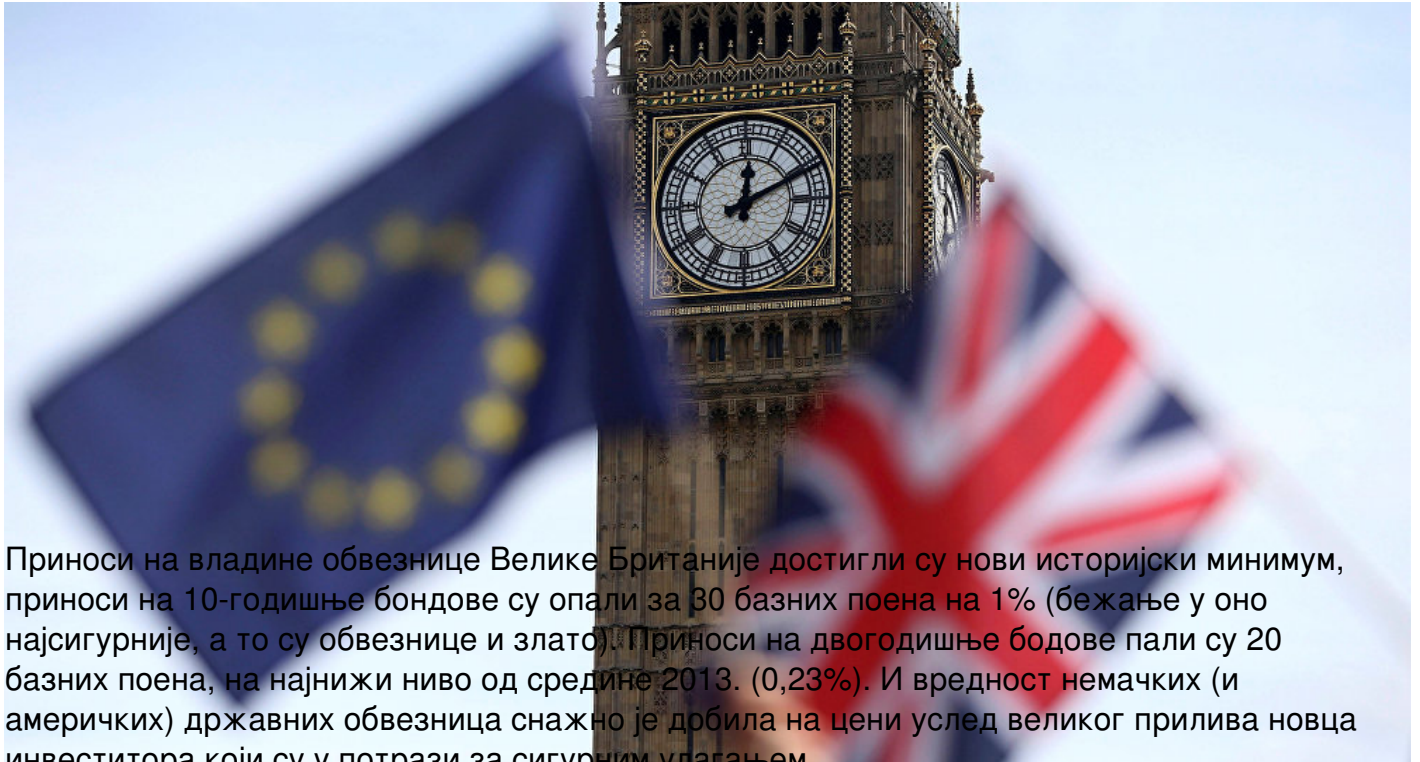 Приноси на владине обвезнице Велике Британије достигли су нови историјски минимум,
приноси на 10-годишње бондове су опали за 30 базних поена на 1% (бежање у оно
најсигурније, а то су обвезнице и злато). Приноси на двогодишње бодове пали су 20
базних поена, на најнижи ниво од средине 2013. (0,23%). И вредност немачких (и
америчких) државних обвезница снажно је добила на цени услед великог прилива новца
инвеститора који су у потрази за сигурним улагањем